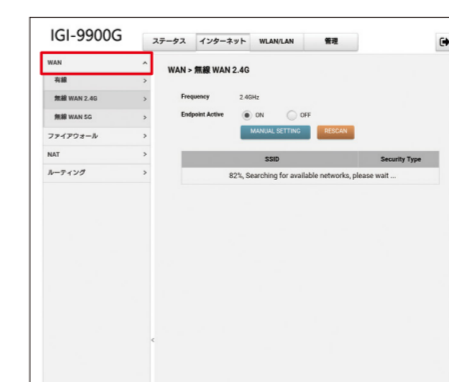 IGI-9900G
ステータス インターネット WLAN/LAN 管理
WAN
有線
無線 WAN 2.4G
無線 WAN 5G
ファイアウォール
NAT
ルーティング
WAN > 無線 WAN 2.4G
Frequency 2.4GHz
Endpoint Active ON OFF
MANUAL SETTING RESCAN
SSID Security Type
82%, Searching for available networks, please wait ...